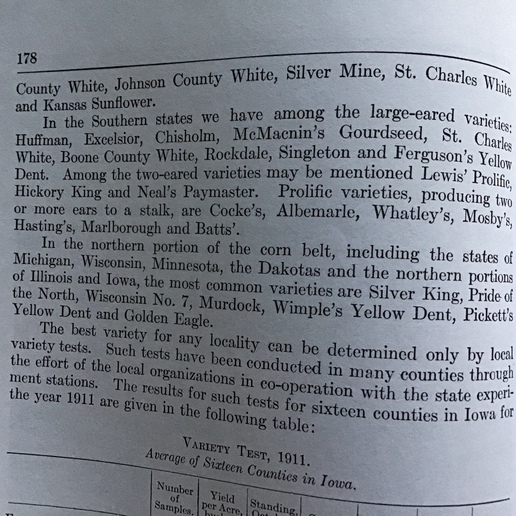 178
County White, Johnson County White, Silver Mine, St. Charles White
and Kansas Sunflower.
In the Southern states we have among the large-eared varieties:
Huffman, Excelsior, Chisholm, McMacnin's Gourdseed, St. Charles
White, Boone County White, Rockdale, Singleton and Ferguson's Yellow
Dent. Among the two-eared varieties may be mentioned Lewis' Prolific,
Hickory King and Neal's Paymaster. Prolific varieties, producing two
or more ears to a stalk, are Cocke's, Albemarle, Whatley's, Mosby's,
Hasting's, Marlborough and Batts'.
In the northern portion of the corn belt, including the states of
Michigan, Wisconsin, Minnesota, the Dakotas and the northern portions
of Illinois and Iowa, the most common varieties are Silver King, Pride of
the North, Wisconsin No. 7, Murdock, Wimple's Yellow Dent, Pickett's
Yellow Dent and Golden Eagle.
The best variety for any locality can be determined only by local
variety tests. Such tests have been conducted in many counties through
the effort of the local organizations in co-operation with the state experi-
ment stations. The results for such tests for sixteen counties in Iowa for
the year 1911 are given in the following table:
Variety Test, 1911.
Average of Sixteen Counties in Iowa.
Number
of
Samples.
Yield
per Acre,
Standing,